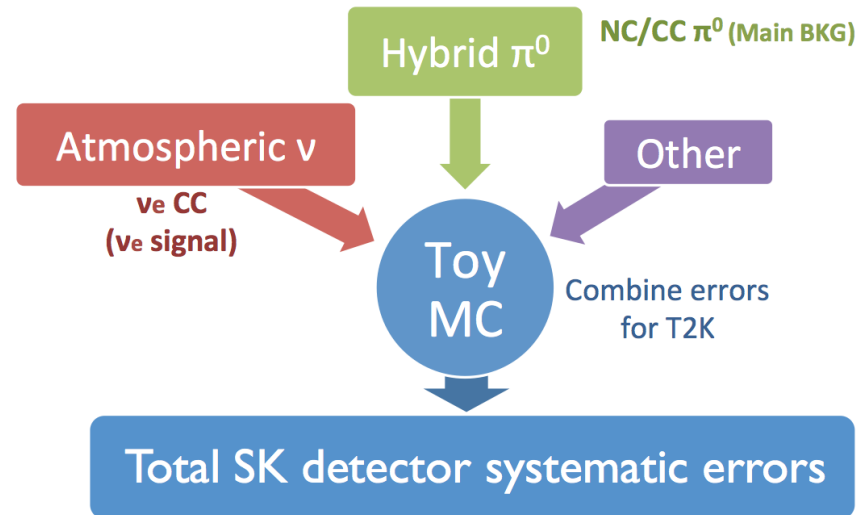 Hybrid π⁰
NC/CC π⁰ (Main BKG)
Atmospheric ν
νe CC
(νe signal)
Other
Toy
MC
Combine errors
for T2K
Total SK detector systematic errors